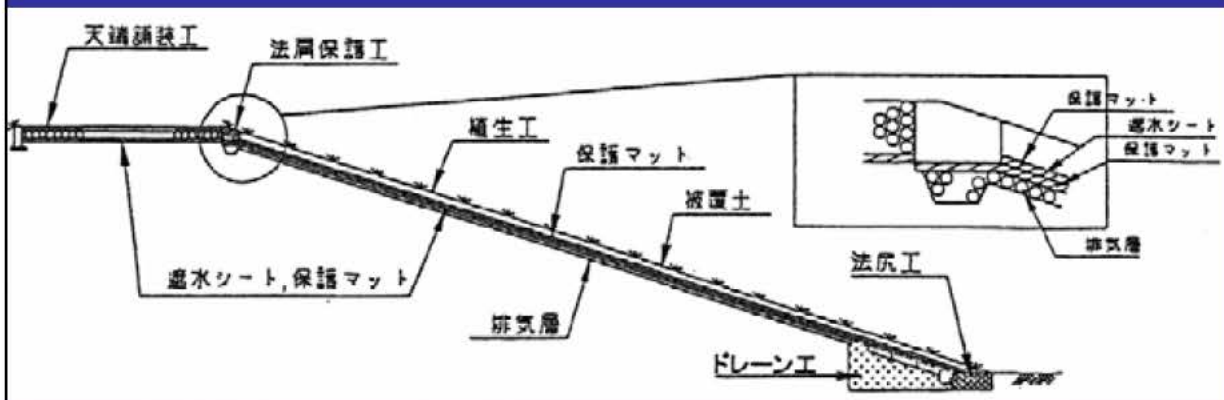 天端舗装工
法肩保護工
植生工
保護マット
被覆土
遮水シート,保護マット
排気層
ドレーン工
法尻工
保護マット
遮水シート
保護マット
排気層